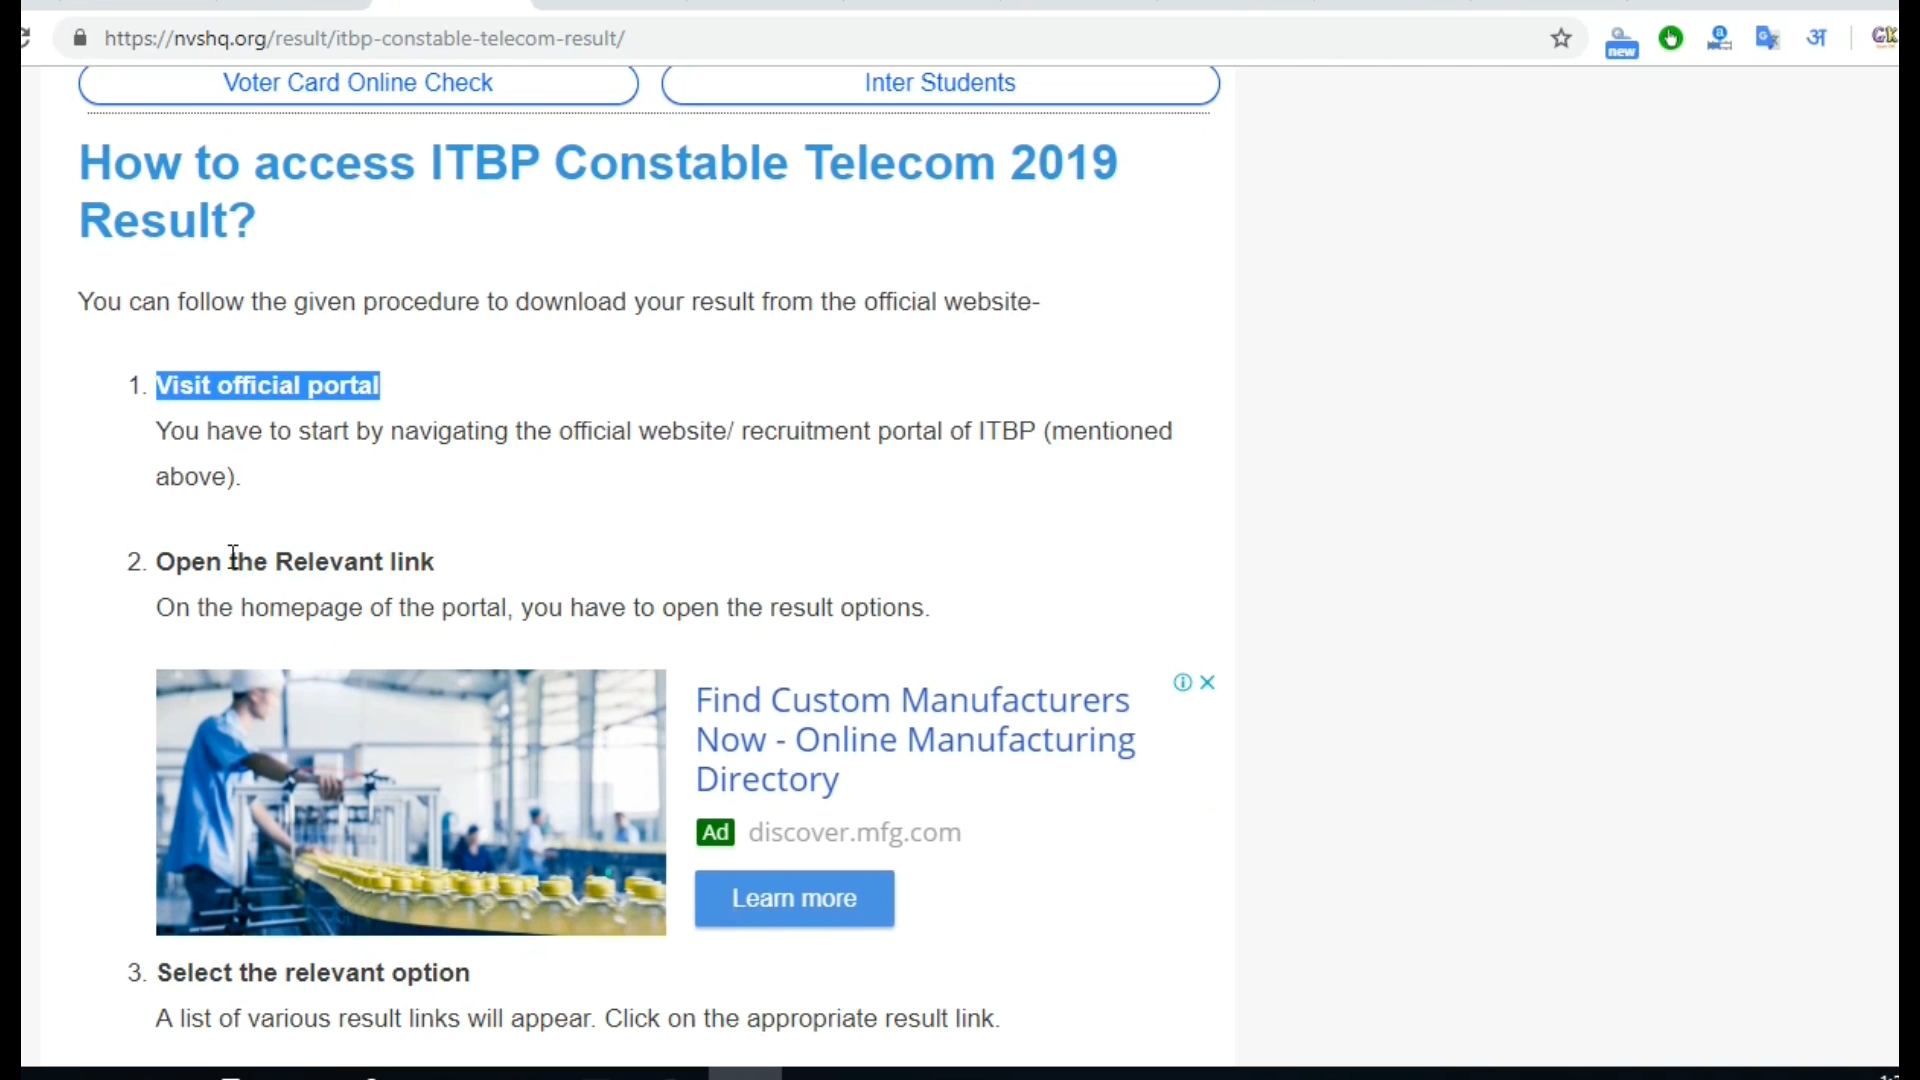 https://nvshq.org/result/itbp-constable-telecom-result/
new
अ
GK
Voter Card Online Check
Inter Students
How to access ITBP Constable Telecom 2019
Result?
You can follow the given procedure to download your result from the official website-
1. Visit official portal
You have to start by navigating the official website/ recruitment portal of ITBP (mentioned
above).
2. Open the Relevant link
On the homepage of the portal, you have to open the result options.
Find Custom Manufacturers
Now - Online Manufacturing
Directory
Ad discover.mfg.com
Learn more
3. Select the relevant option
A list of various result links will appear. Click on the appropriate result link.